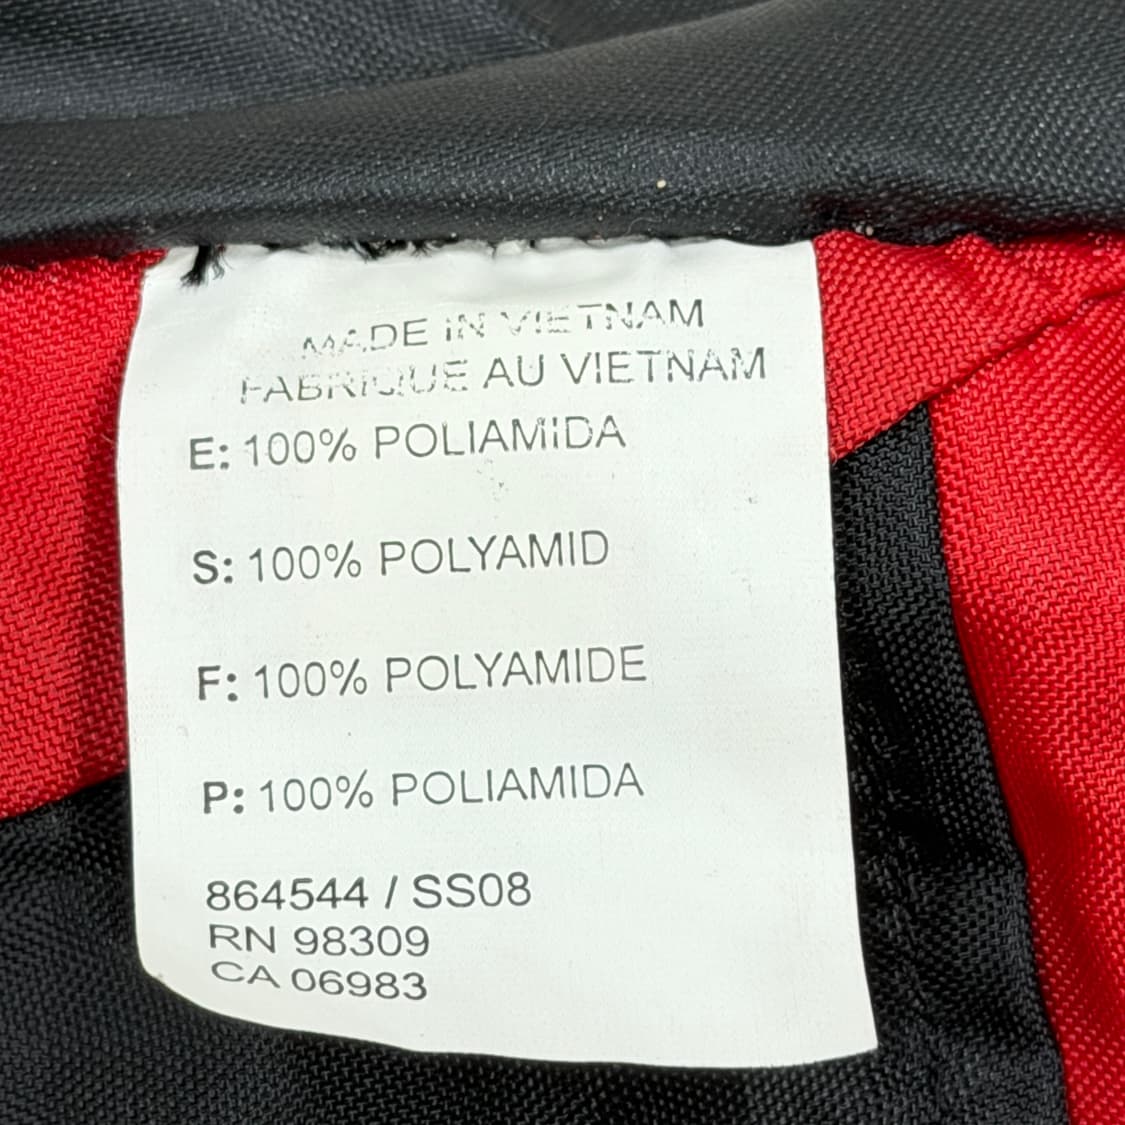 MADE IN VIETNAM
FABRIQUE AU VIETNAM
E: 100% POLIAMIDA
S: 100% POLYAMID
F: 100% POLYAMIDE
P: 100% POLIAMIDA
864544 / SS08
RN 98309
CA 06983